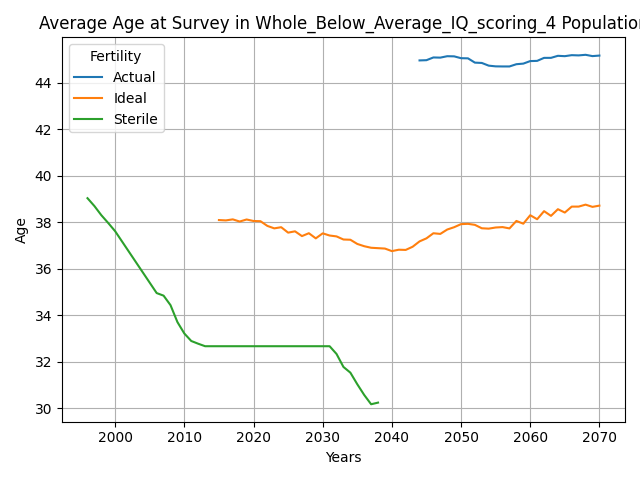 Average Age at Survey in Whole_Below_Average_IQ_scoring_4 Population
Fertility
Actual
Ideal
Sterile
Age
44
42
40
38
36
34
32
30
2000 2010 2020 2030 2040 2050 2060 2070
Years